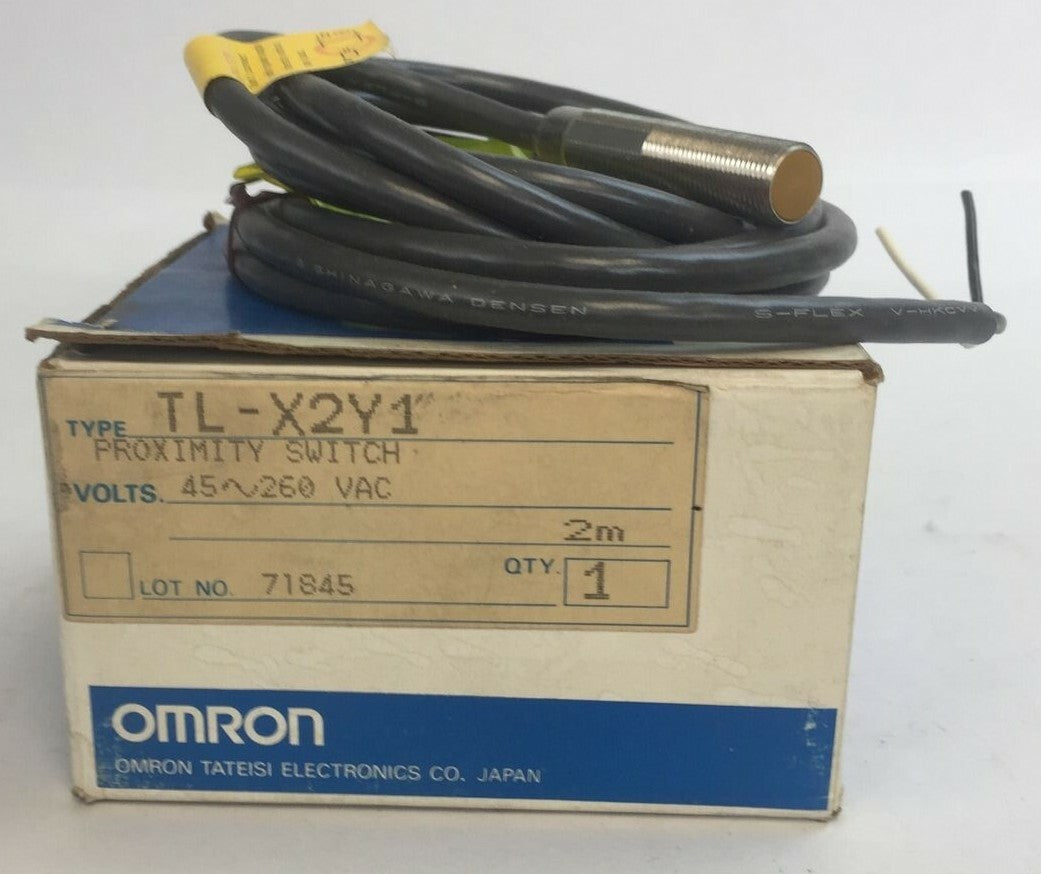 SHINAGAWA DENSEN S-FLEX
TYPE TL-X2Y1
PROXIMITY SWITCH
VOLTS. 45~260 VAC
2m
LOT NO. 71845 QTY. 1
OMRON
OMRON TATEISI ELECTRONICS CO. JAPAN